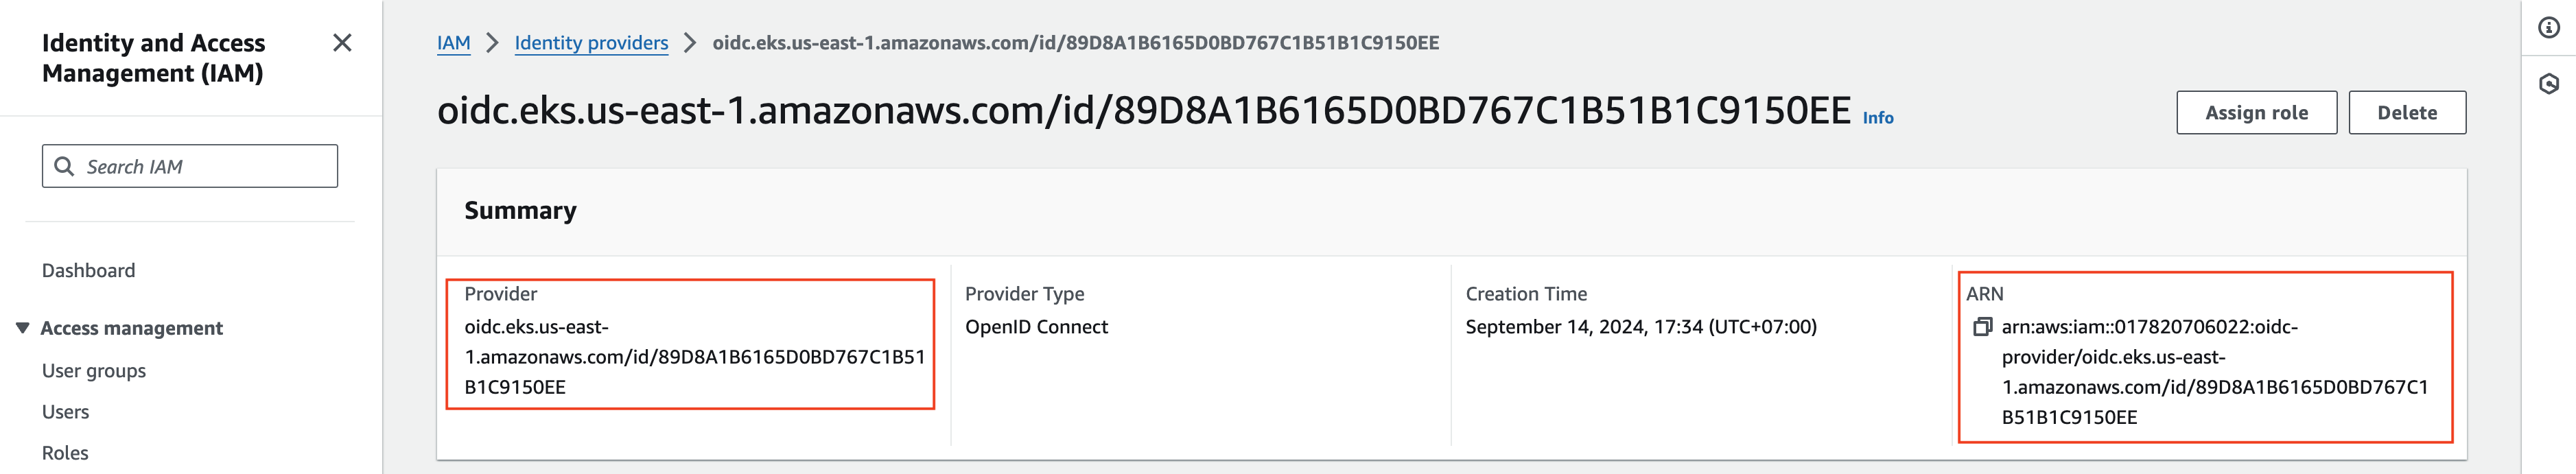 Identity and Access
Management (IAM)
Search IAM
Dashboard
Access management
User groups
Users
Roles
IAM
Identity providers
oidc.eks.us-east-1.amazonaws.com/id/89D8A1B6165D0BD767C1B51B1C9150EE
oidc.eks.us-east-1.amazonaws.com/id/89D8A1B6165D0BD767C1B51B1C9150EE Info
Assign role
Delete
Summary
Provider
oidc.eks.us-east-
1.amazonaws.com/id/89D8A1B6165D0BD767C1B51
B1C9150EE
Provider Type
OpenID Connect
Creation Time
September 14, 2024, 17:34 (UTC+07:00)
ARN
arn:aws:iam::017820706022:oidc-
provider/oidc.eks.us-east-
1.amazonaws.com/id/89D8A1B6165D0BD767C1
B51B1C9150EE